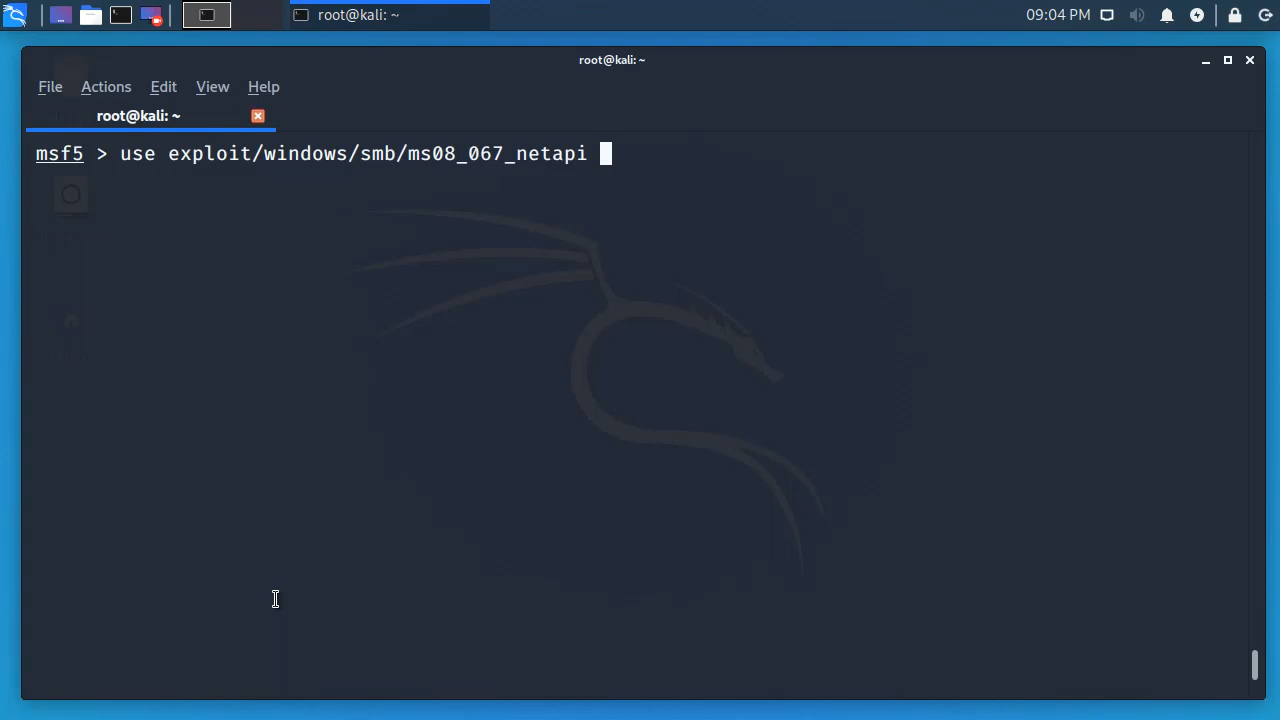 root@kali: ~
09:04 PM
root@kali: ~
File Actions Edit View Help
root@kali: ~
msf5 > use exploit/windows/smb/ms08_067_netapi